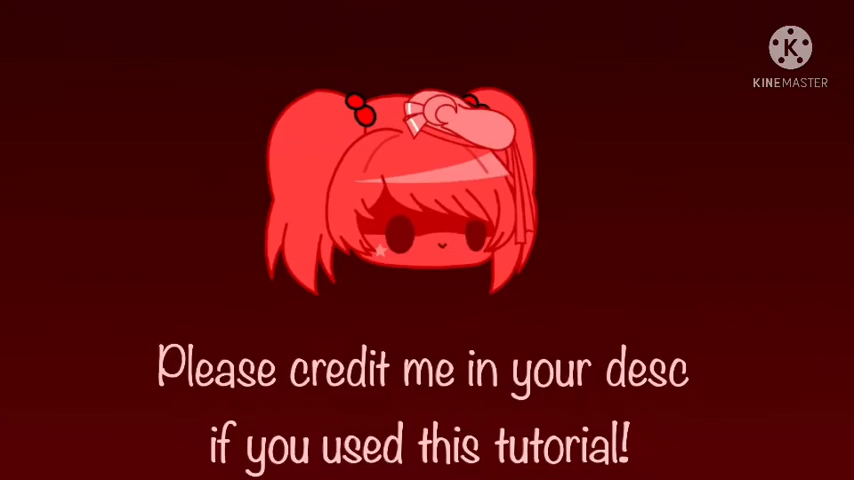 K
KINEMASTER
Please credit me in your desc
if you used this tutorial!